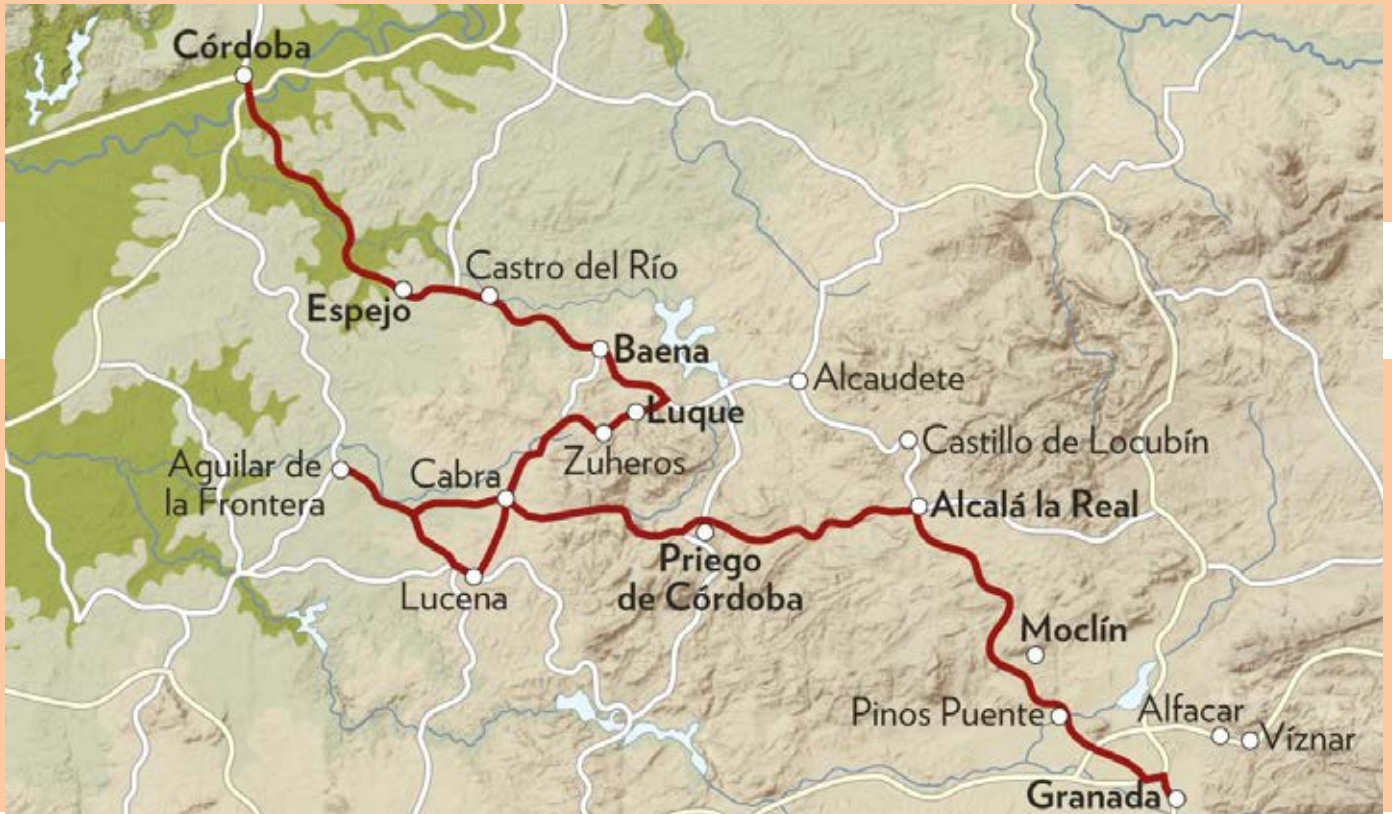 Córdoba
Castro del Río
Espejo
Baena
Alcaudete
Luque
Castillo de Locubín
Zuheros
Aguilar de
la Frontera
Cabra
Alcalá la Real
Priego
de Córdoba
Lucena
Moclín
Pinos Puente
Alfacar
Víznar
Granada